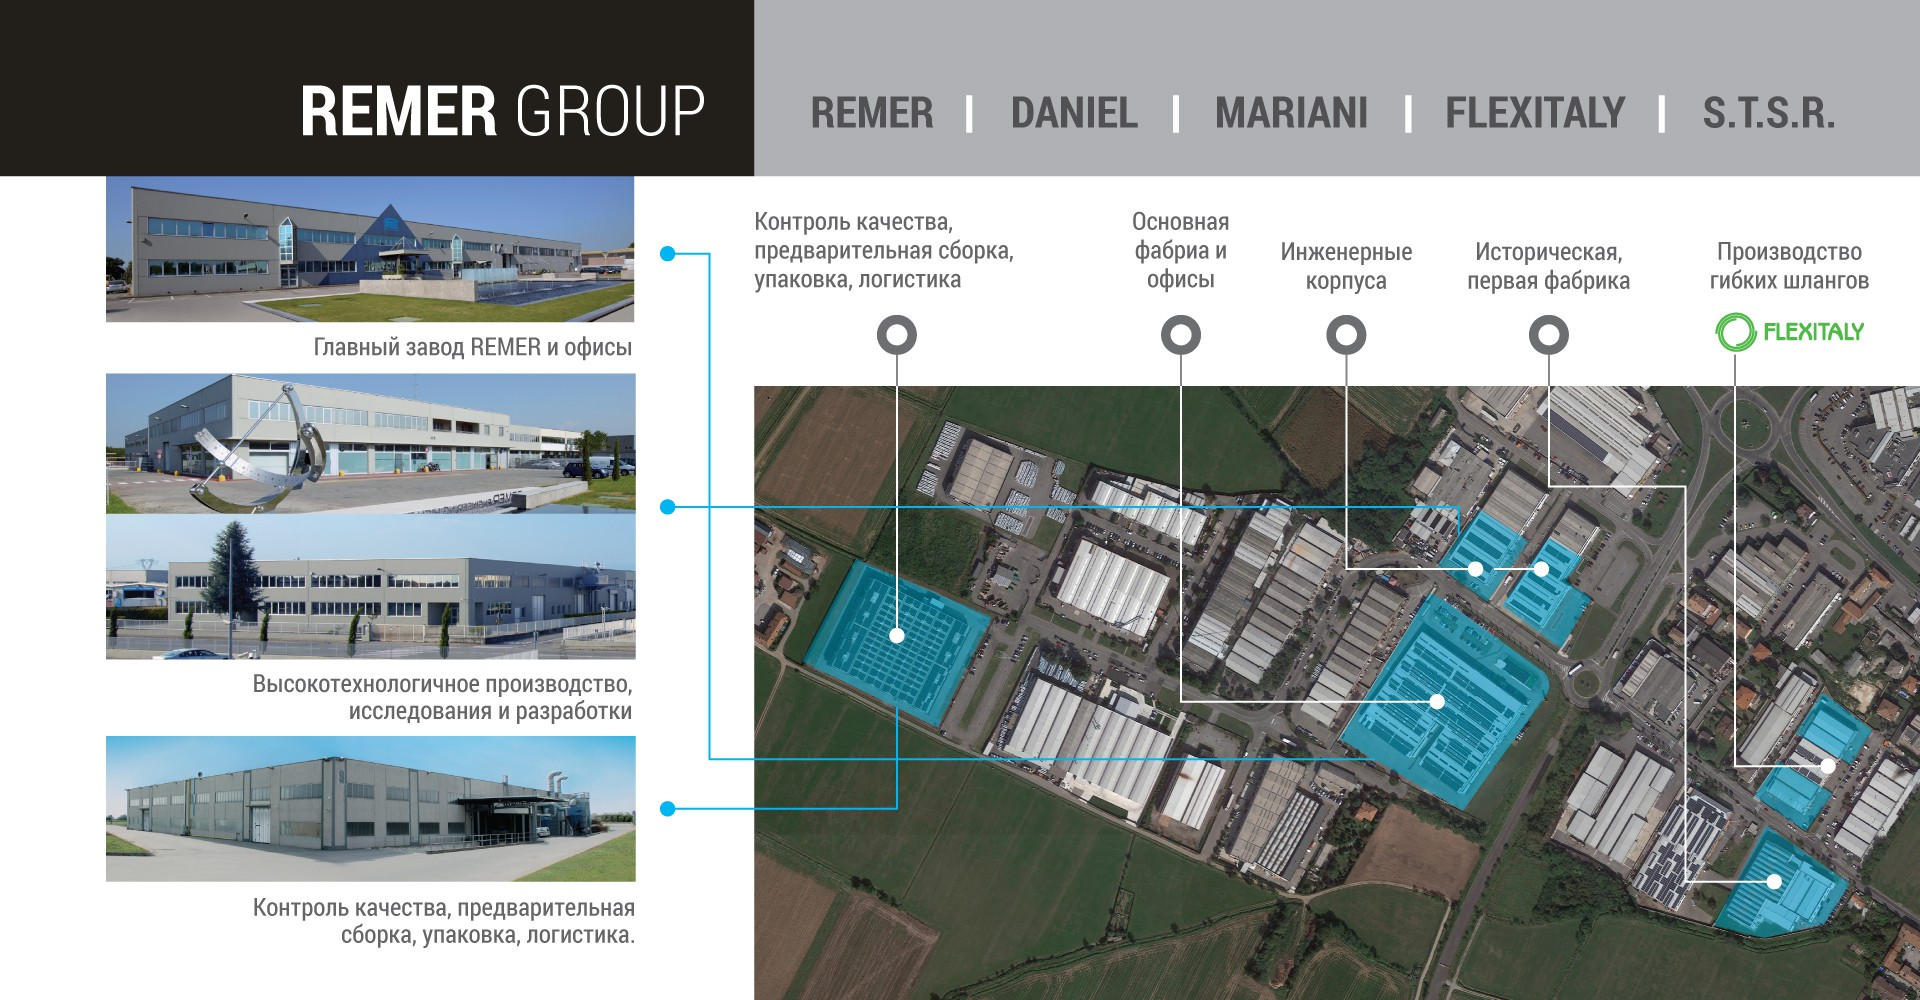 REMER GROUP
REMER | DANIEL | MARIANI | FLEXITALY | S.T.S.R.
Главный завод REMER и офисы
Высокотехнологичное производство,
исследования и разработки
Контроль качества, предварительная
сборка, упаковка, логистика.
Контроль качества,
предварительная сборка,
упаковка, логистика
Основная
фабриа и
офисы
Инженерные
корпуса
Историческая,
первая фабрика
Производство
гибких шлангов
FLEXITALY